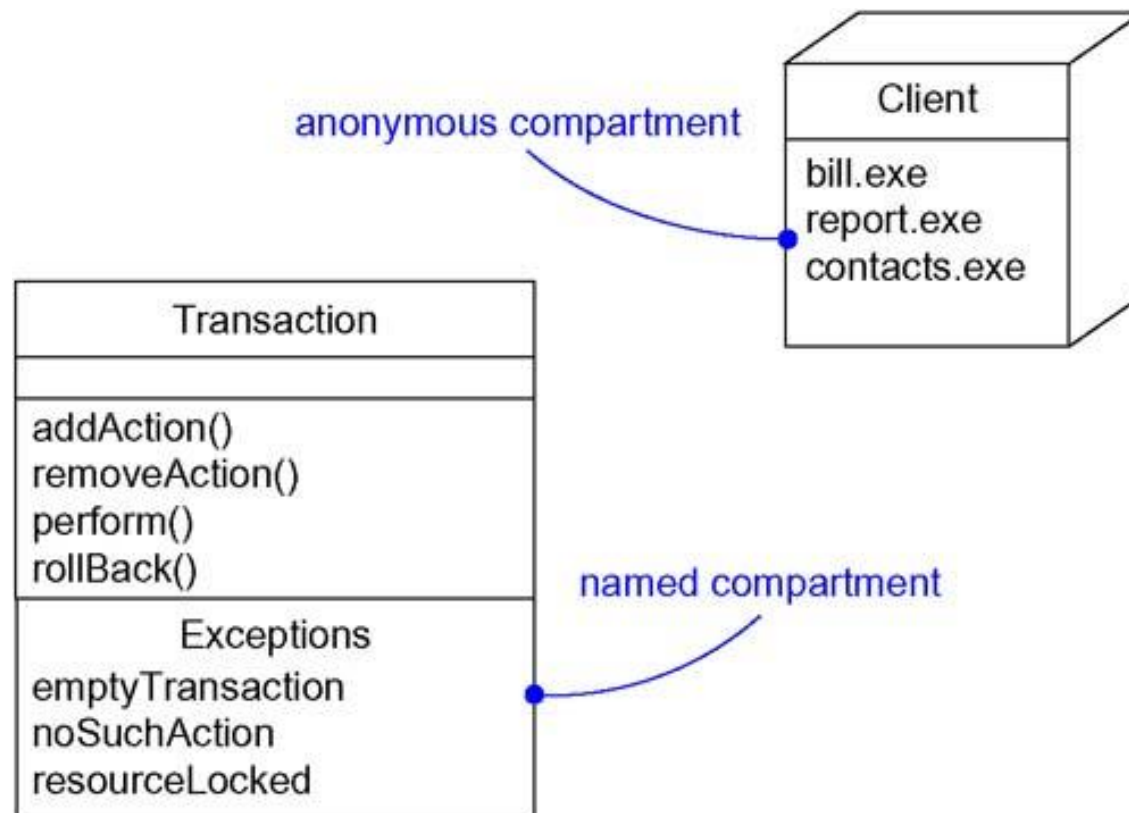 Client
anonymous compartment
bill.exe
report.exe
contacts.exe
Transaction
addAction()
removeAction()
perform()
rollBack()
named compartment
Exceptions
emptyTransaction
noSuchAction
resourceLocked